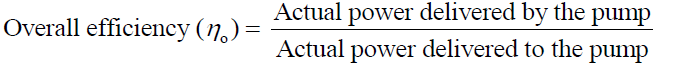 Overall efficiency (ηₒ) = Actual power delivered by the pump / Actual power delivered to the pump